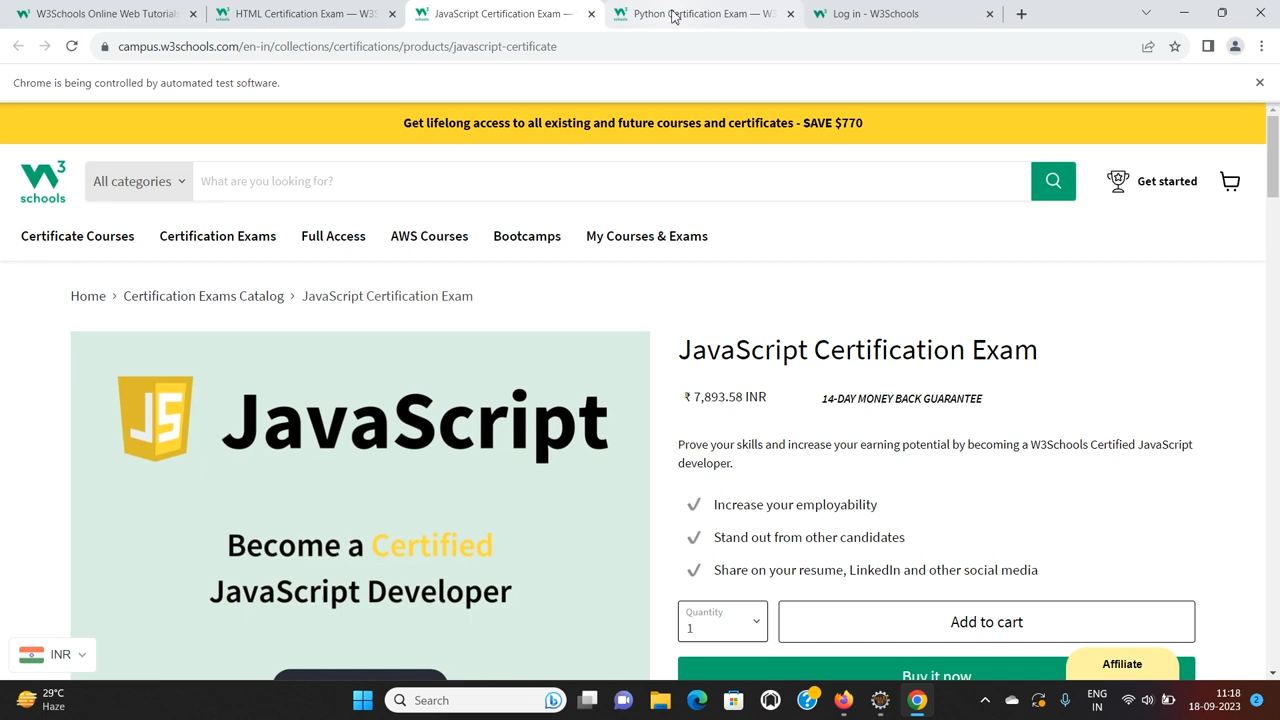 W3Schools Online Web Tutorials
HTML Certification Exam — W3S
JavaScript Certification Exam —
Python Certification Exam — W3
Log in - W3Schools
campus.w3schools.com/en-in/collections/certifications/products/javascript-certificate
Chrome is being controlled by automated test software.
Get lifelong access to all existing and future courses and certificates - SAVE $770
3
schools
All categories
What are you looking for?
Get started
Certificate Courses
Certification Exams
Full Access
AWS Courses
Bootcamps
My Courses & Exams
Home > Certification Exams Catalog > JavaScript Certification Exam
JS JavaScript
Become a Certified
JavaScript Developer
JavaScript Certification Exam
₹ 7,893.58 INR
14-DAY MONEY BACK GUARANTEE
Prove your skills and increase your earning potential by becoming a W3Schools Certified JavaScript
developer.
Increase your employability
Stand out from other candidates
Share on your resume, LinkedIn and other social media
Quantity
1
Add to cart
Buy it now
Affiliate
INR
29°C
Haze
Search
ENG
IN
11:18
18-09-2023
2